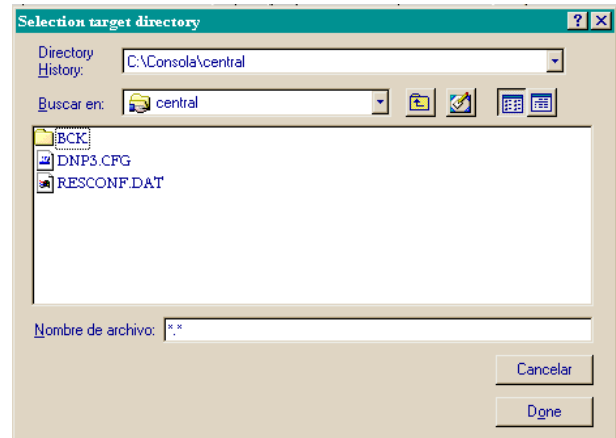 Selection target directory
Directory History: C:\Consola\central
Buscar en: central
BCK
DNP3.CFG
RESCONF.DAT
Nombre de archivo: *.*
Cancelar
Done